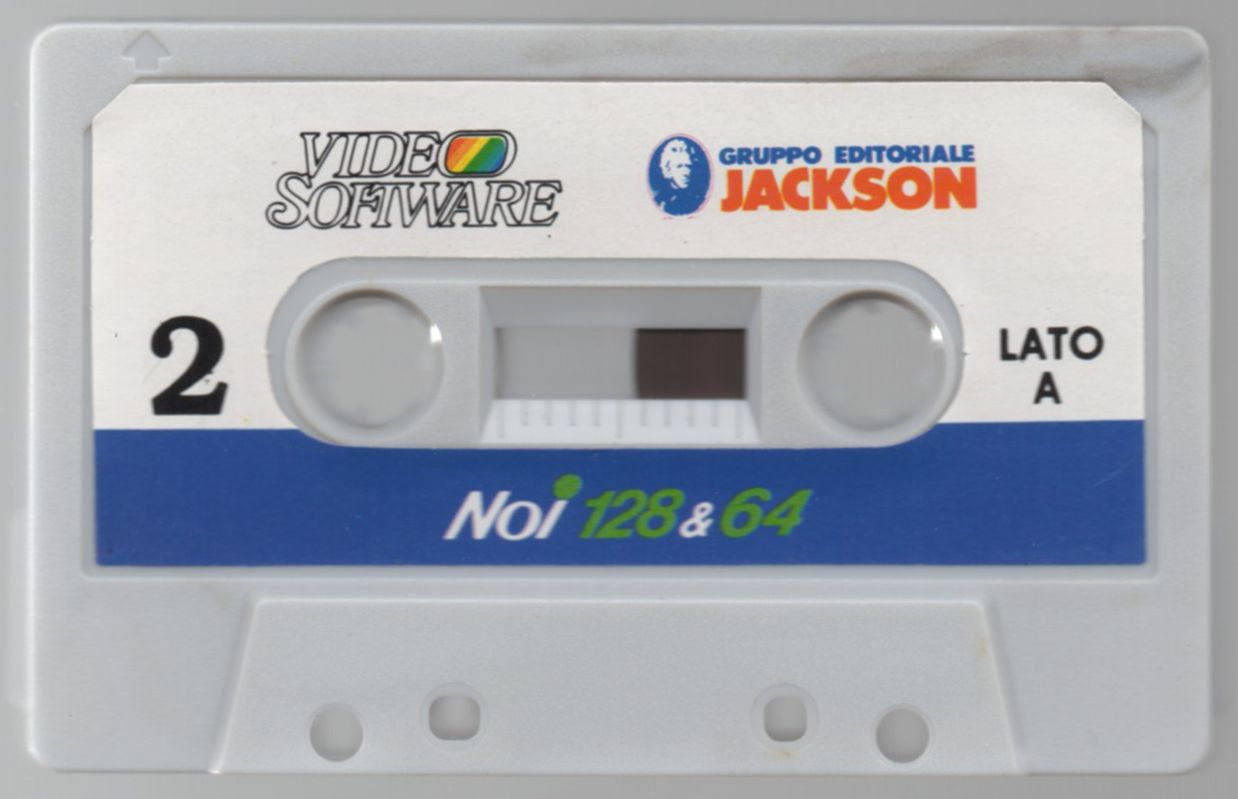 VIDEO
SOFTWARE
GRUPPO EDITORIALE
JACKSON
2
LATO
A
Noi 128 & 64